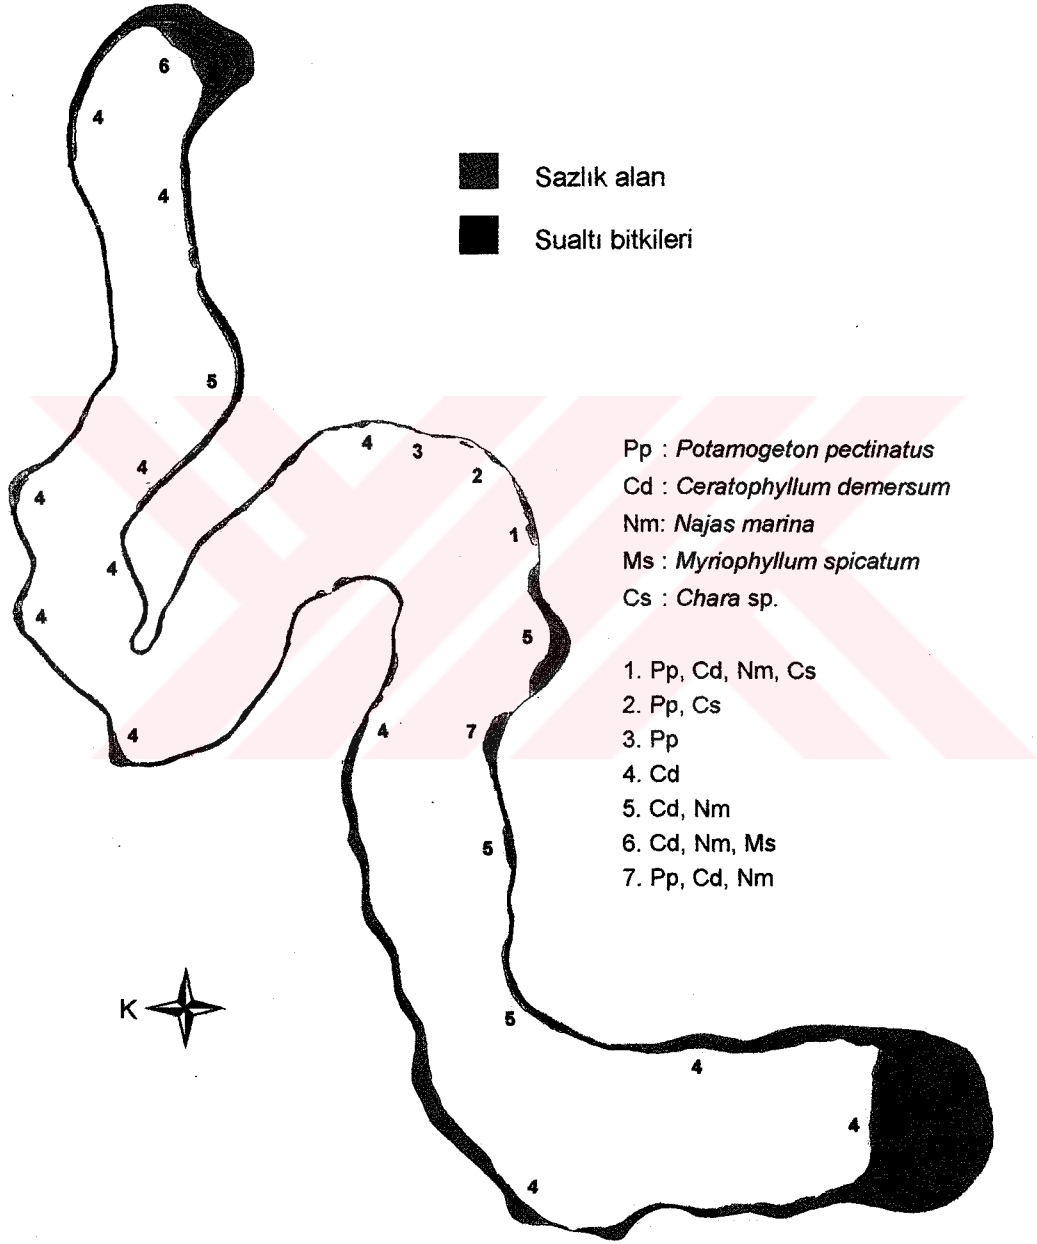 6
4
4
Sazlık alan
Sualtı bitkileri
5
4
3
4
2
4
1
4
4
5
4
4
7
5
5
4
4
4
Pp : Potamogeton pectinatus
Cd : Ceratophyllum demersum
Nm: Najas marina
Ms : Myriophyllum spicatum
Cs : Chara sp.
1. Pp, Cd, Nm, Cs
2. Pp, Cs
3. Pp
4. Cd
5. Cd, Nm
6. Cd, Nm, Ms
7. Pp, Cd, Nm
K